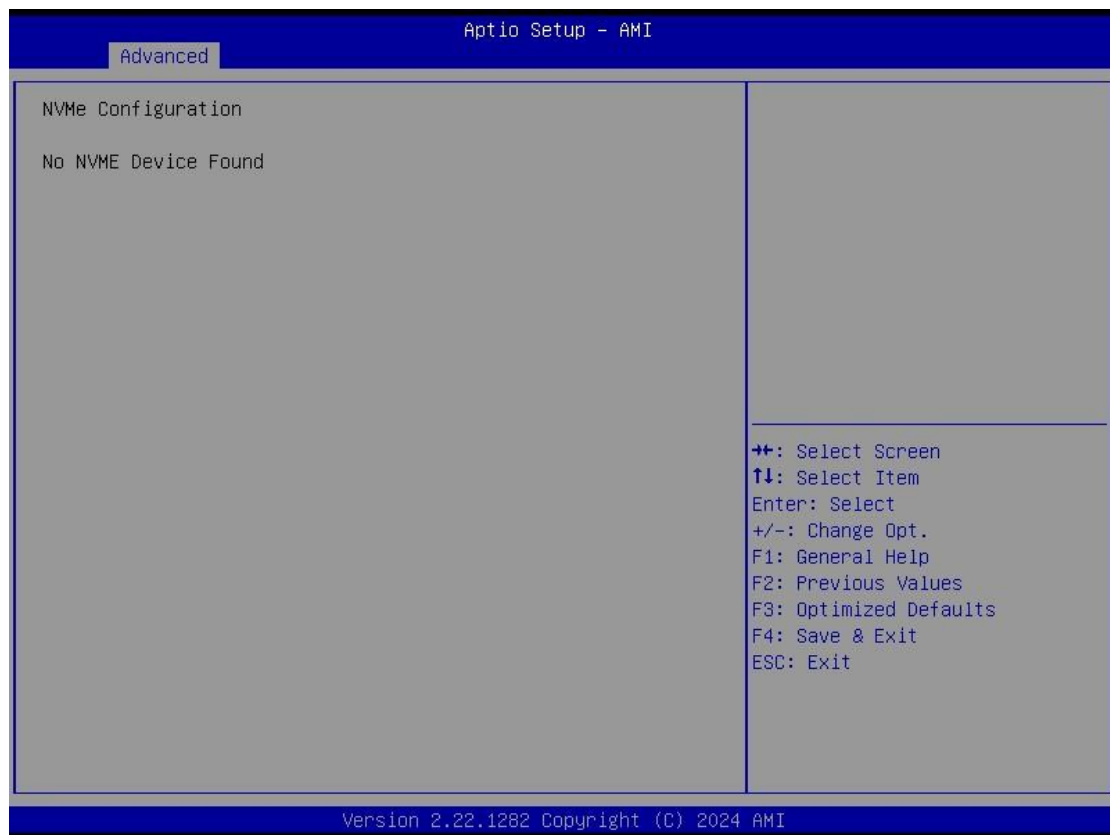 Aptio Setup - AMI
Advanced
NVMe Configuration
No NVME Device Found
→←: Select Screen
↑↓: Select Item
Enter: Select
+/-: Change Opt.
F1: General Help
F2: Previous Values
F3: Optimized Defaults
F4: Save & Exit
ESC: Exit
Version 2.22.1282 Copyright (C) 2024 AMI